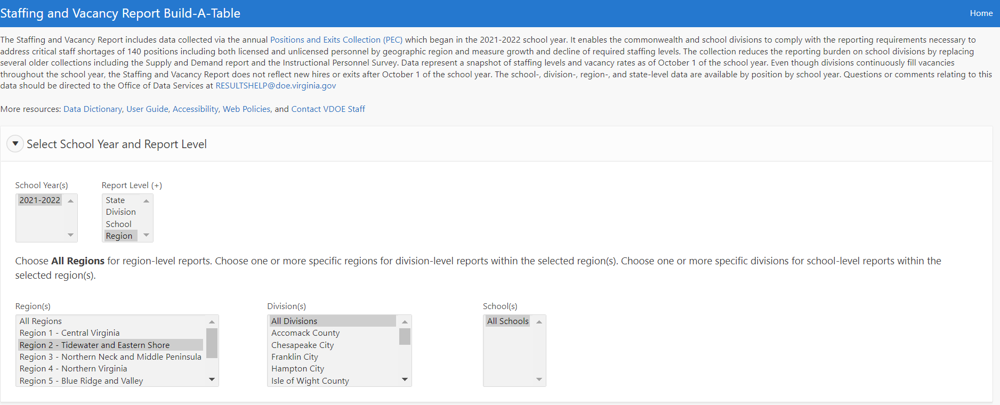 Staffing and Vacancy Report Build-A-Table
Home
The Staffing and Vacancy Report includes data collected via the annual Positions and Exits Collection (PEC) which began in the 2021-2022 school year. It enables the commonwealth and school divisions to comply with the reporting requirements necessary to
address critical staff shortages of 140 positions including both licensed and unlicensed personnel by geographic region and measure growth and decline of required staffing levels. The collection reduces the reporting burden on school divisions by replacing
several older collections including the Supply and Demand report and the Instructional Personnel Survey. Data represent a snapshot of staffing levels and vacancy rates as of October 1 of the school year. Even though divisions continuously fill vacancies
throughout the school year, the Staffing and Vacancy Report does not reflect new hires or exits after October 1 of the school year. The school-, division-, region-, and state-level data are available by position by school year. Questions or comments relating to this
data should be directed to the Office of Data Services at RESULTSHELP@doe.virginia.gov
More resources: Data Dictionary, User Guide, Accessibility, Web Policies, and Contact VDOE Staff
Select School Year and Report Level
School Year(s)
2021-2022
Report Level (+)
State
Division
School
Region
Choose All Regions for region-level reports. Choose one or more specific regions for division-level reports within the selected region(s). Choose one or more specific divisions for school-level reports within the
selected region(s).
Region(s)
All Regions
Region 1 - Central Virginia
Region 2 - Tidewater and Eastern Shore
Region 3 - Northern Neck and Middle Peninsula
Region 4 - Northern Virginia
Region 5 - Blue Ridge and Valley
Division(s)
All Divisions
Accomack County
Chesapeake City
Franklin City
Hampton City
Isle of Wight County
School(s)
All Schools